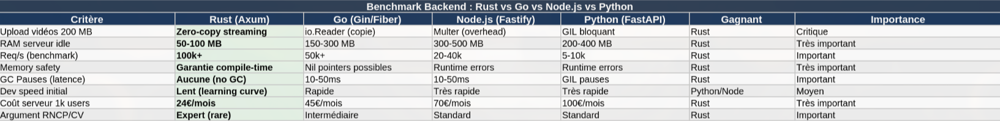 Benchmark Backend : Rust vs Go vs Node.js vs Python
Critère Rust (Axum) Go (Gin/Fiber) Node.js (Fastify) Python (FastAPI) Gagnant Importance
Upload vidéos 200 MB Zero-copy streaming io.Reader (copie) Multer (overhead) GIL bloquant Rust Critique
RAM serveur idle 50-100 MB 150-300 MB 300-500 MB 200-400 MB Rust Très important
Req/s (benchmark) 100k+ 50k+ 20-40k 5-10k Rust Important
Memory safety Garantie compile-time Nil pointers possibles Runtime errors Runtime errors Rust Très important
GC Pauses (latence) Aucune (no GC) 10-50ms 10-50ms GIL pauses Rust Important
Dev speed initial Lent (learning curve) Rapide Très rapide Très rapide Python/Node Moyen
Coût serveur 1k users 24€/mois 45€/mois 70€/mois 100€/mois Rust Très important
Argument RNCP/CV Expert (rare) Intermédiaire Standard Standard Rust Important